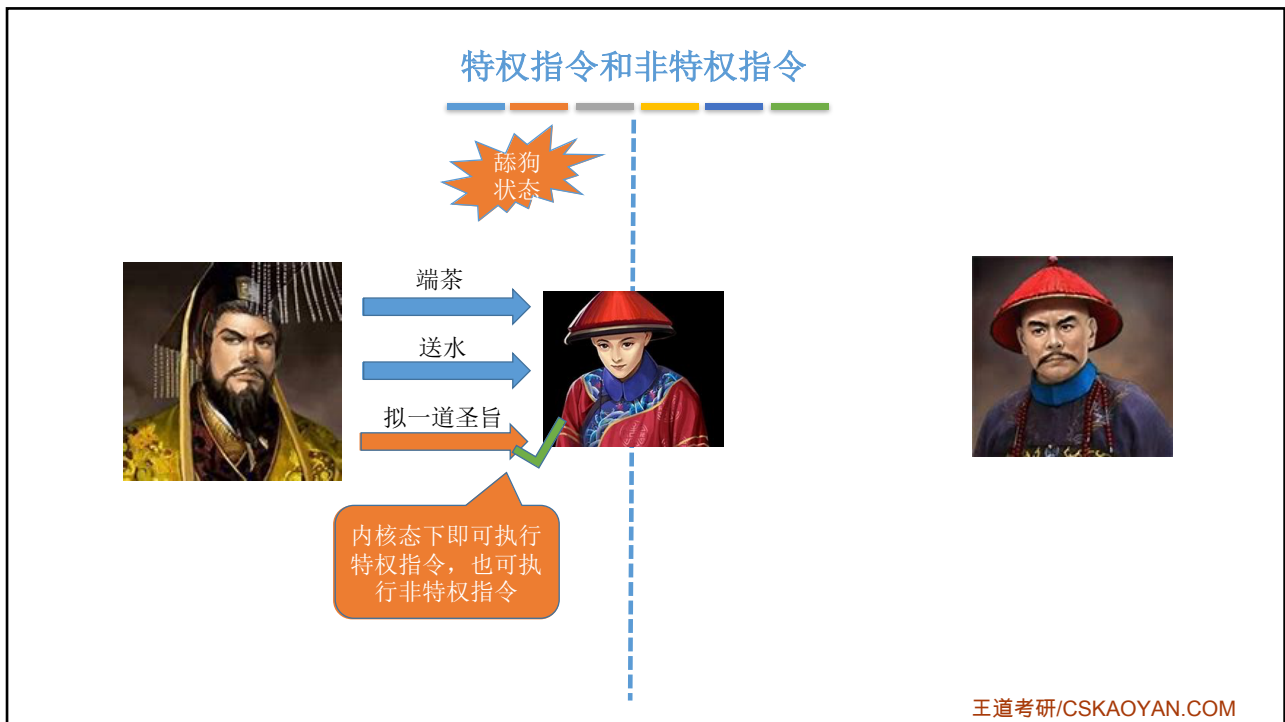 特权指令和非特权指令
舔狗
状态
端茶
送水
拟一道圣旨
内核态下即可执行
特权指令，也可执
行非特权指令
王道考研/CSKAOYAN.COM